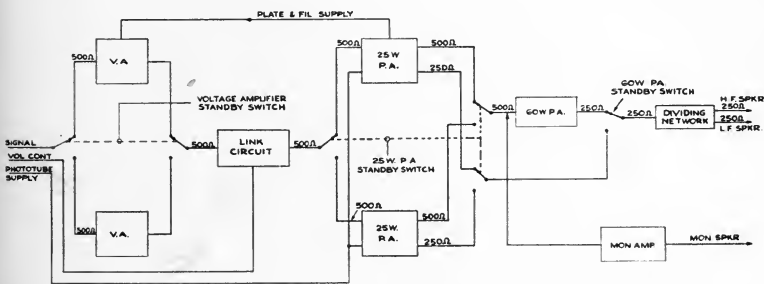 PLATE & FIL SUPPLY
500Ω
V.A
500Ω
VOLTAGE AMPLIFIER
STANDBY SWITCH
SIGNAL
VOL CONT
PHOTOTUBE
SUPPLY
500Ω
V.A.
500Ω
LINK
CIRCUIT
500Ω
500Ω
25W
P.A.
500Ω
250Ω
25W. P.A
STANDBY SWITCH
500Ω
25W.
P.A.
500Ω
250Ω
500Ω
60W P.A.
250Ω
60W PA.
STANDBY SWITCH
250Ω
DIVIDING
NETWORK
H.F. SPKR
250Ω
250Ω
L.F. SPKR.
MON AMP
MON SPKR